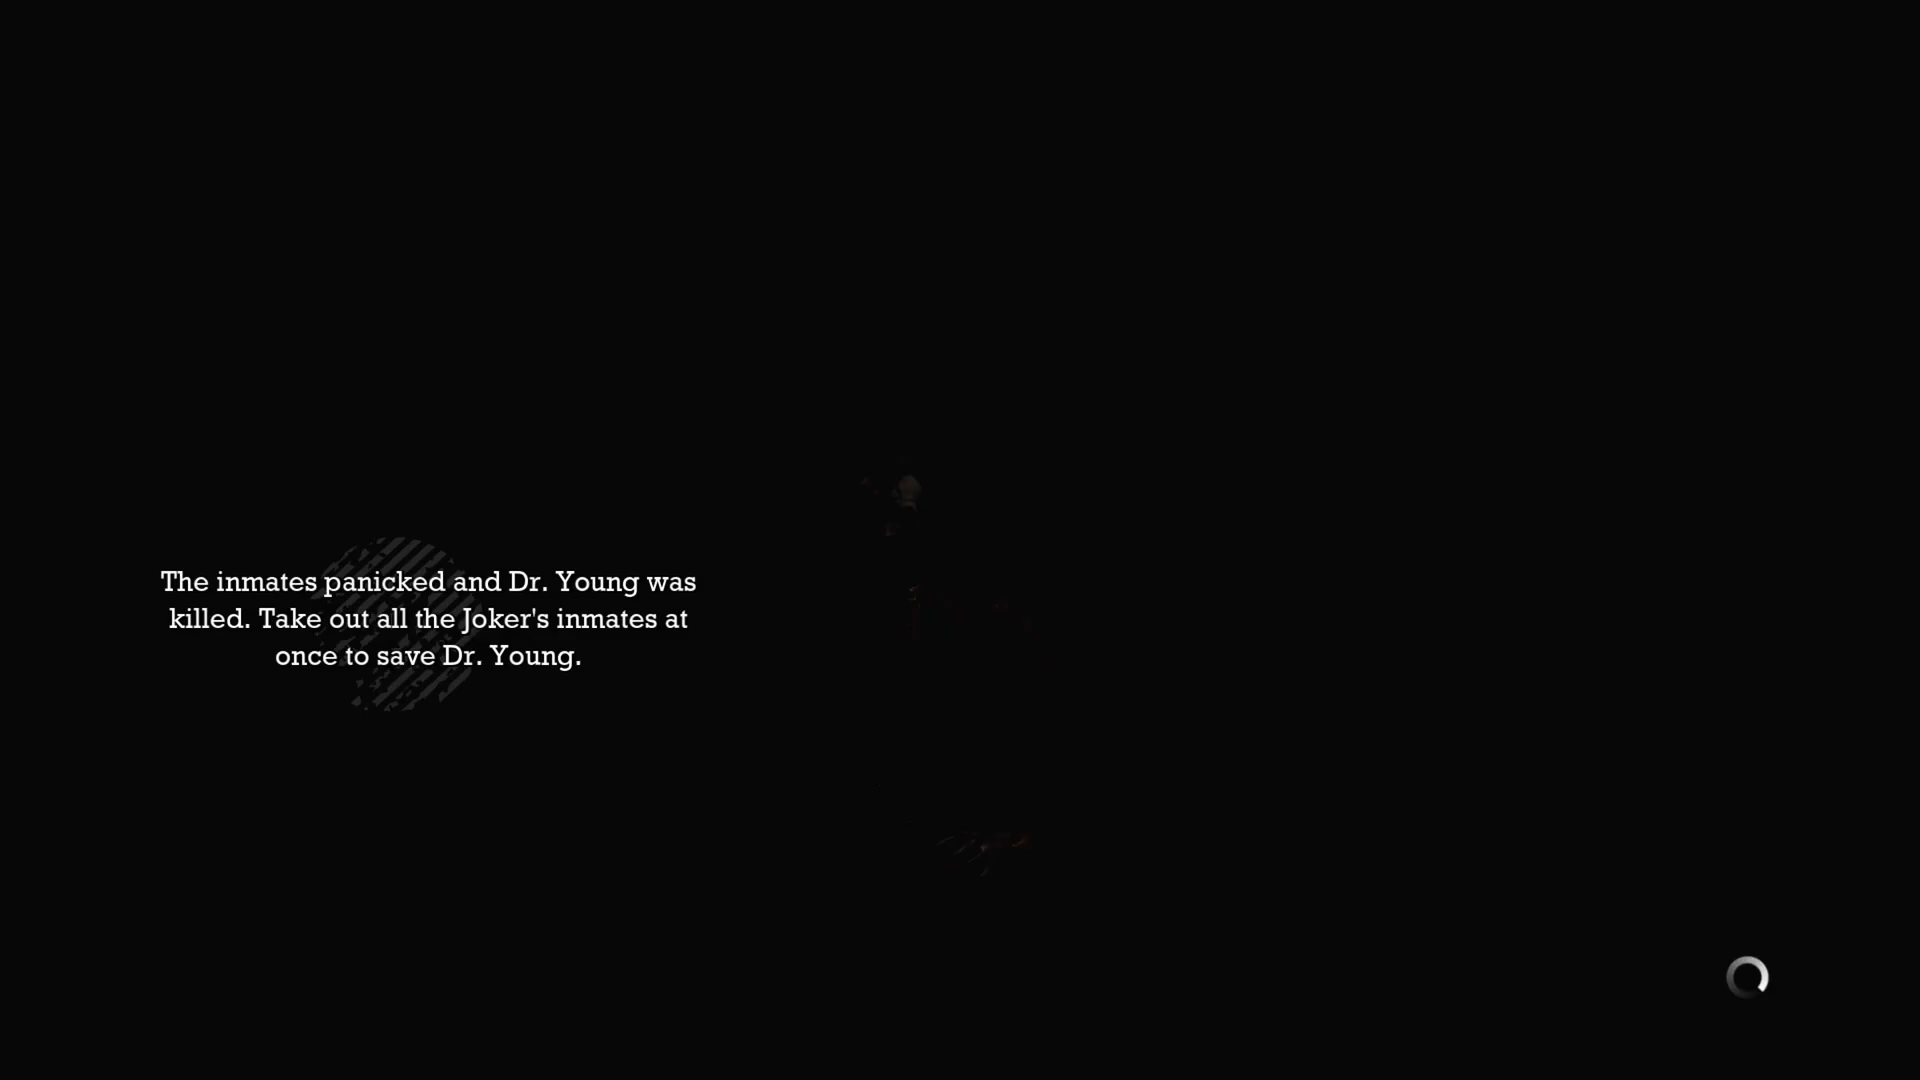 The inmates panicked and Dr. Young was
killed. Take out all the Joker's inmates at
once to save Dr. Young.